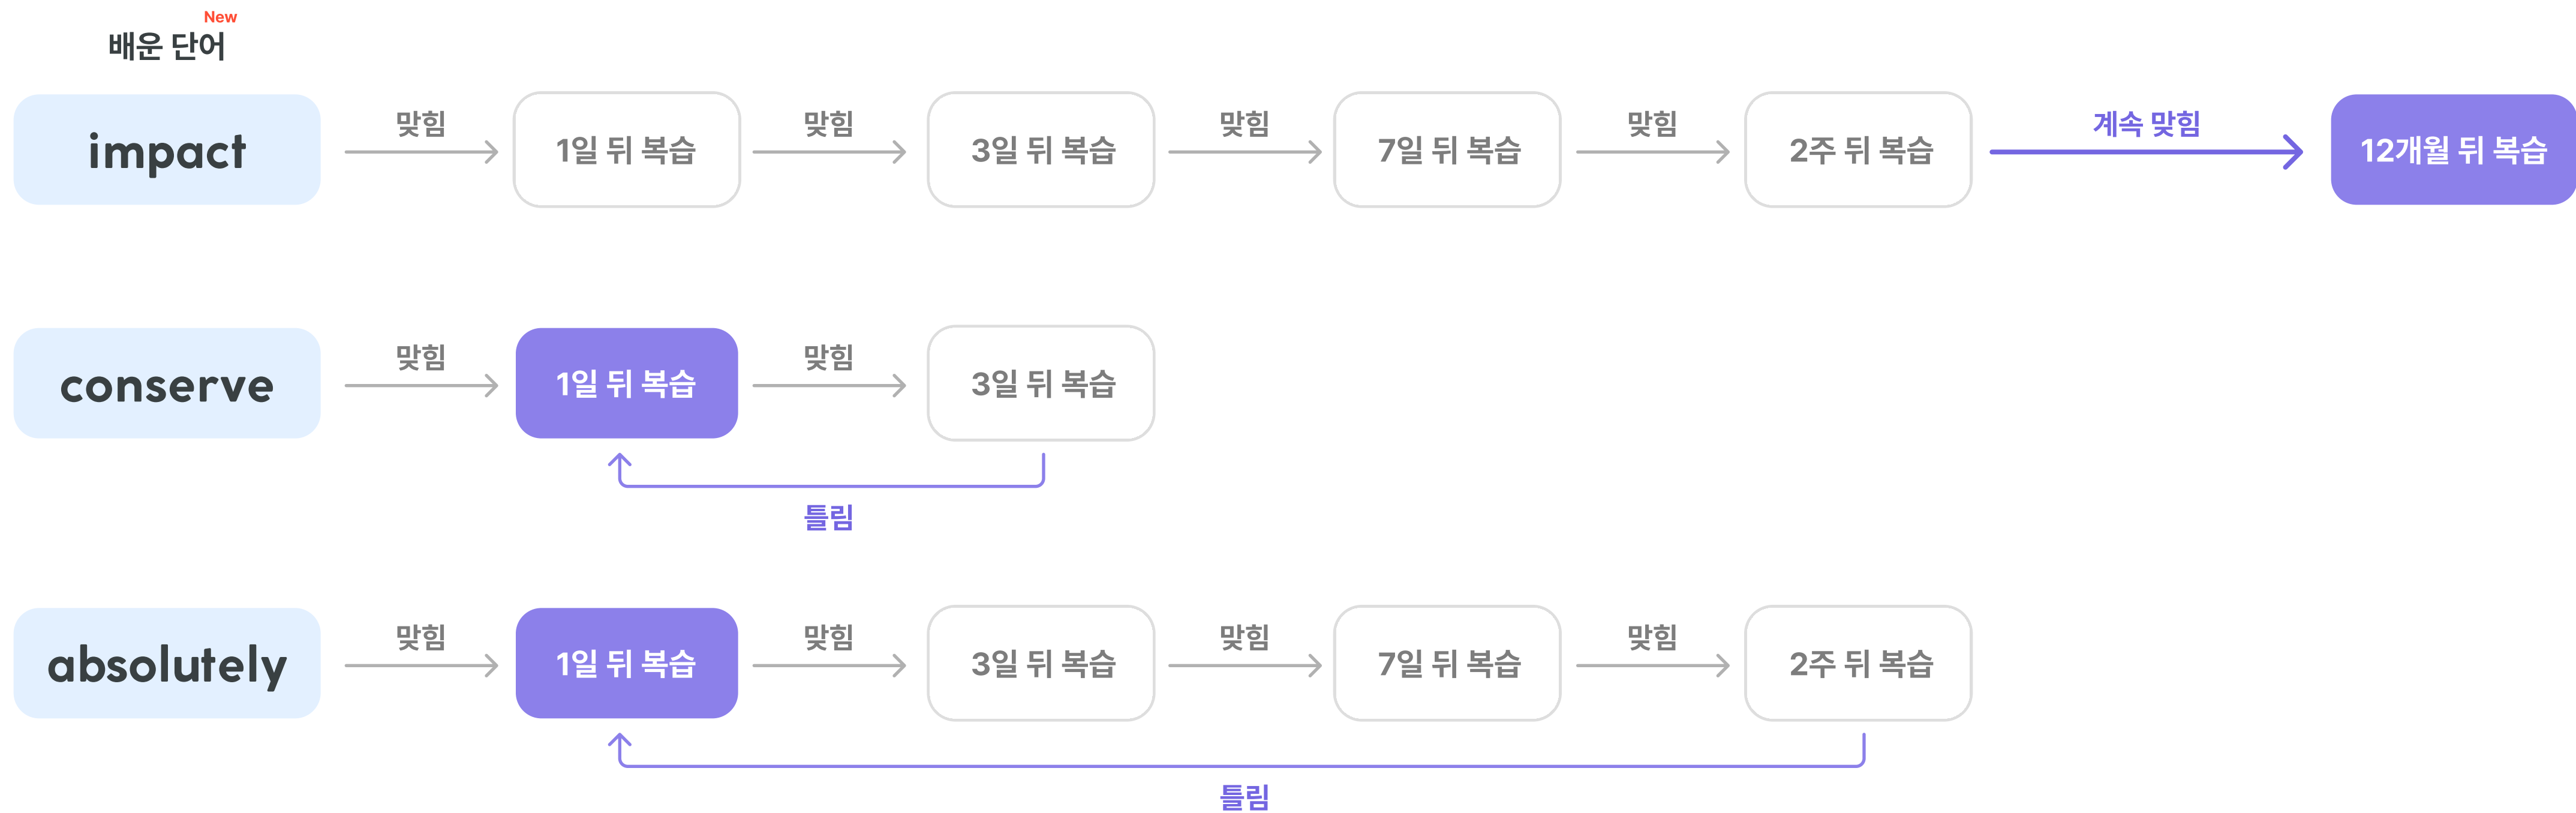 New
배운 단어
impact
맞힘
1일 뒤 복습
맞힘
3일 뒤 복습
맞힘
7일 뒤 복습
맞힘
2주 뒤 복습
계속 맞힘
12개월 뒤 복습
conserve
맞힘
1일 뒤 복습
맞힘
3일 뒤 복습
틀림
absolutely
맞힘
1일 뒤 복습
맞힘
3일 뒤 복습
맞힘
7일 뒤 복습
맞힘
2주 뒤 복습
틀림